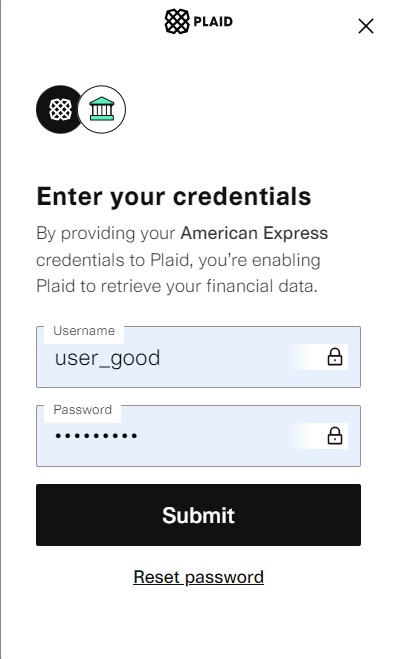 PLAID
Enter your credentials
By providing your American Express
credentials to Plaid, you’re enabling
Plaid to retrieve your financial data.
Username
user_good
Password
•••••••••
Submit
Reset password